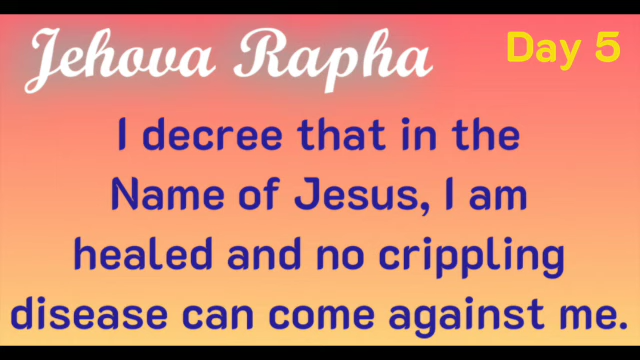 Jehova Rapha
Day 5
I decree that in the
Name of Jesus, I am
healed and no crippling
disease can come against me.